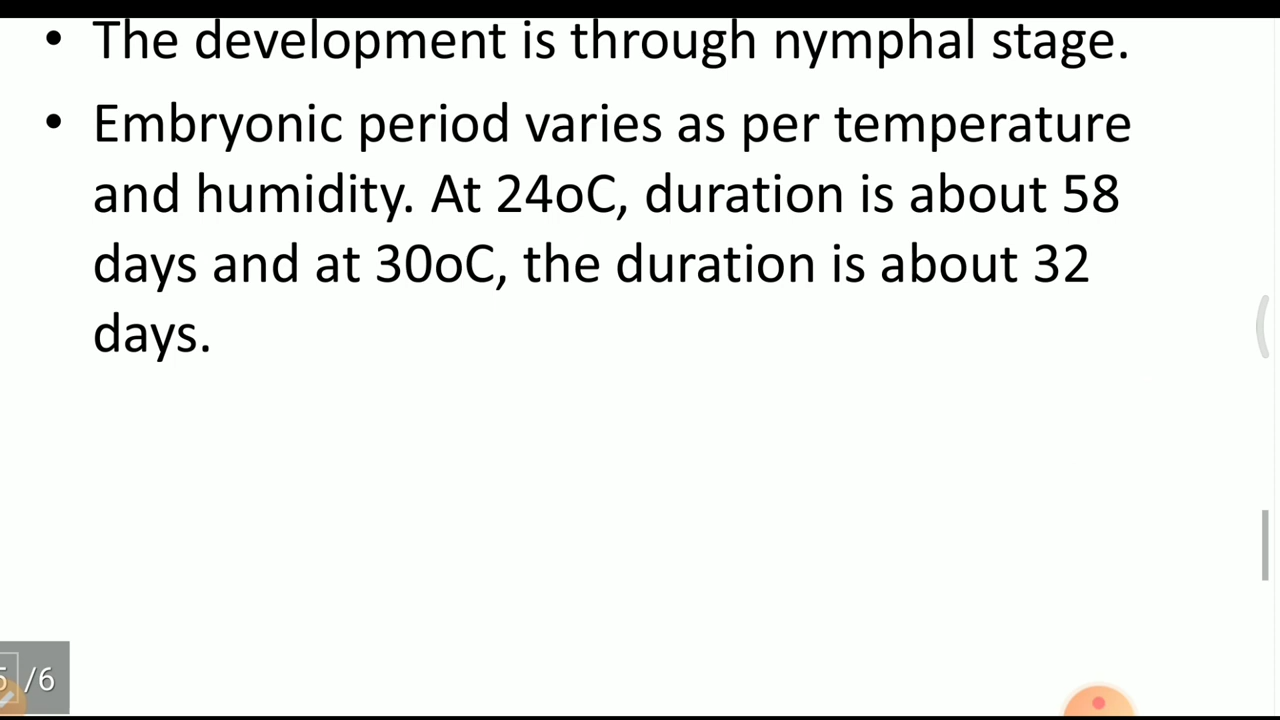 • The development is through nymphal stage.
• Embryonic period varies as per temperature
and humidity. At 24oC, duration is about 58
days and at 30oC, the duration is about 32
days.
5 /6